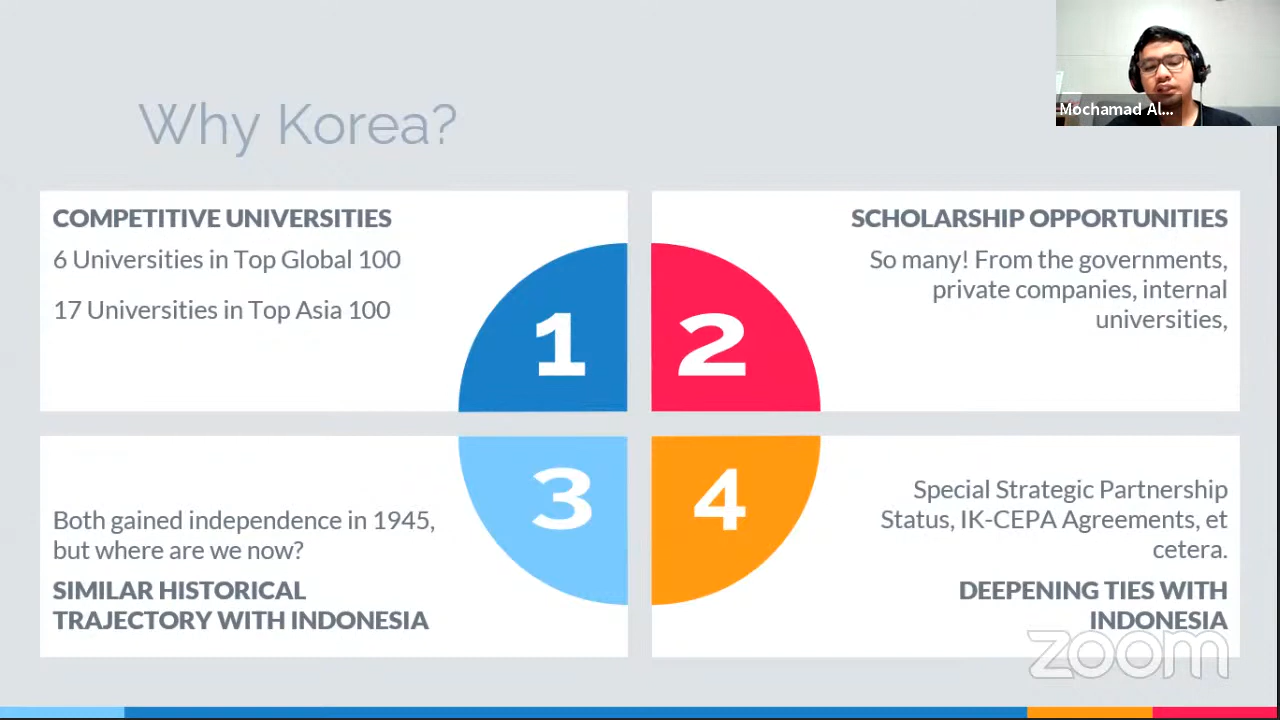 Mochamad Al...
Why Korea?
COMPETITIVE UNIVERSITIES
6 Universities in Top Global 100
17 Universities in Top Asia 100
1
SCHOLARSHIP OPPORTUNITIES
So many! From the governments,
private companies, internal
universities,
2
3
Both gained independence in 1945,
but where are we now?
SIMILAR HISTORICAL
TRAJECTORY WITH INDONESIA
4
Special Strategic Partnership
Status, IK-CEPA Agreements, et
cetera.
DEEPENING TIES WITH
INDONESIA
zoom